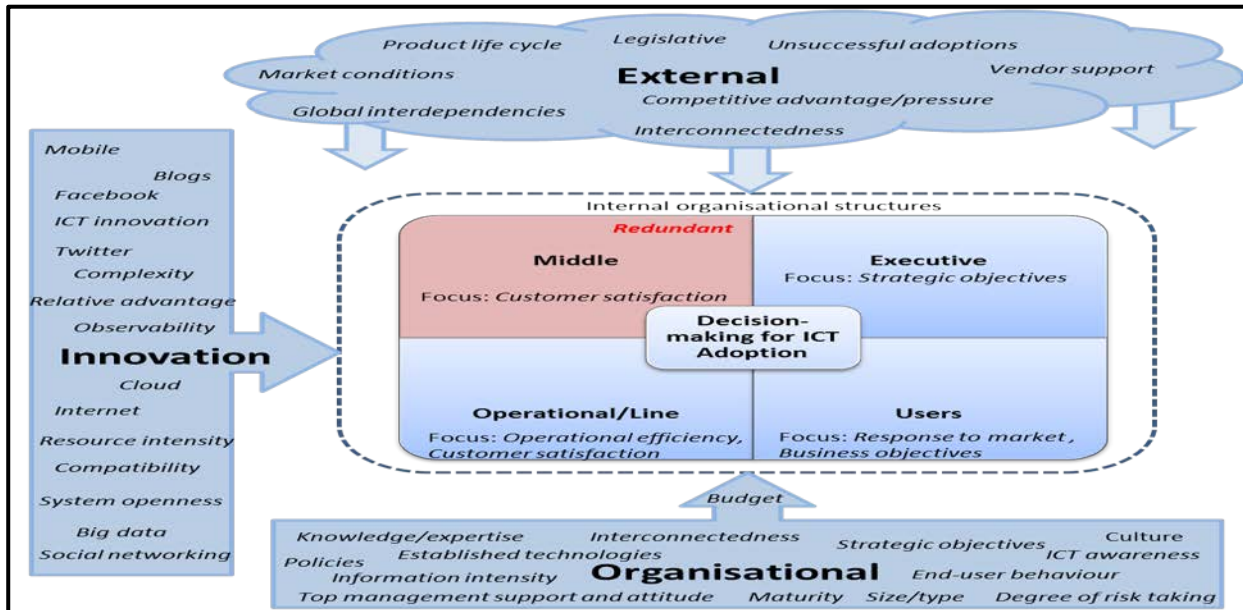 Product life cycle
Legislative
Unsuccessful adoptions
Market conditions
External
Vendor support
Global interdependencies
Competitive advantage/pressure
Interconnectedness
Mobile
Blogs
Facebook
ICT innovation
Twitter
Complexity
Relative advantage
Observability
Innovation
Cloud
Internet
Resource intensity
Compatibility
System openness
Big data
Social networking
Internal organisational structures
Redundant
Middle
Focus: Customer satisfaction
Executive
Focus: Strategic objectives
Decision-
making for ICT
Adoption
Operational/Line
Focus: Operational efficiency,
Customer satisfaction
Users
Focus: Response to market ,
Business objectives
Budget
Knowledge/expertise
Interconnectedness
Strategic objectives
Culture
Policies
Established technologies
ICT awareness
Information intensity
Organisational
End-user behaviour
Top management support and attitude
Maturity
Size/type
Degree of risk taking